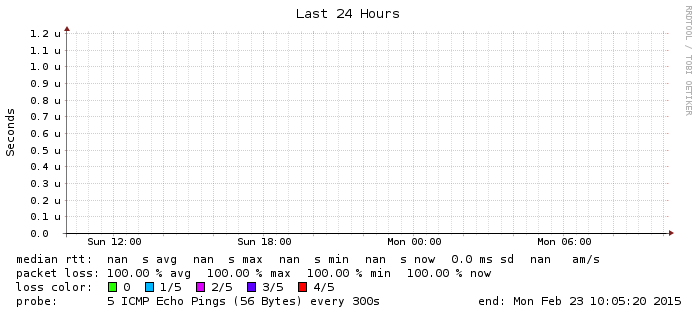 Last 24 Hours
RRDTOOL / TOBI OETIKER
Seconds
1.2 u
1.1 u
1.0 u
0.9 u
0.8 u
0.7 u
0.6 u
0.5 u
0.4 u
0.3 u
0.2 u
0.1 u
0.0
Sun 12:00 Sun 18:00 Mon 00:00 Mon 06:00
median rtt: nan s avg nan s max nan s min nan s now 0.0 ms sd nan am/s
packet loss: 100.00 % avg 100.00 % max 100.00 % min 100.00 % now
loss color: 0 1/5 2/5 3/5 4/5
probe: 5 ICMP Echo Pings (56 Bytes) every 300s end: Mon Feb 23 10:05:20 2015